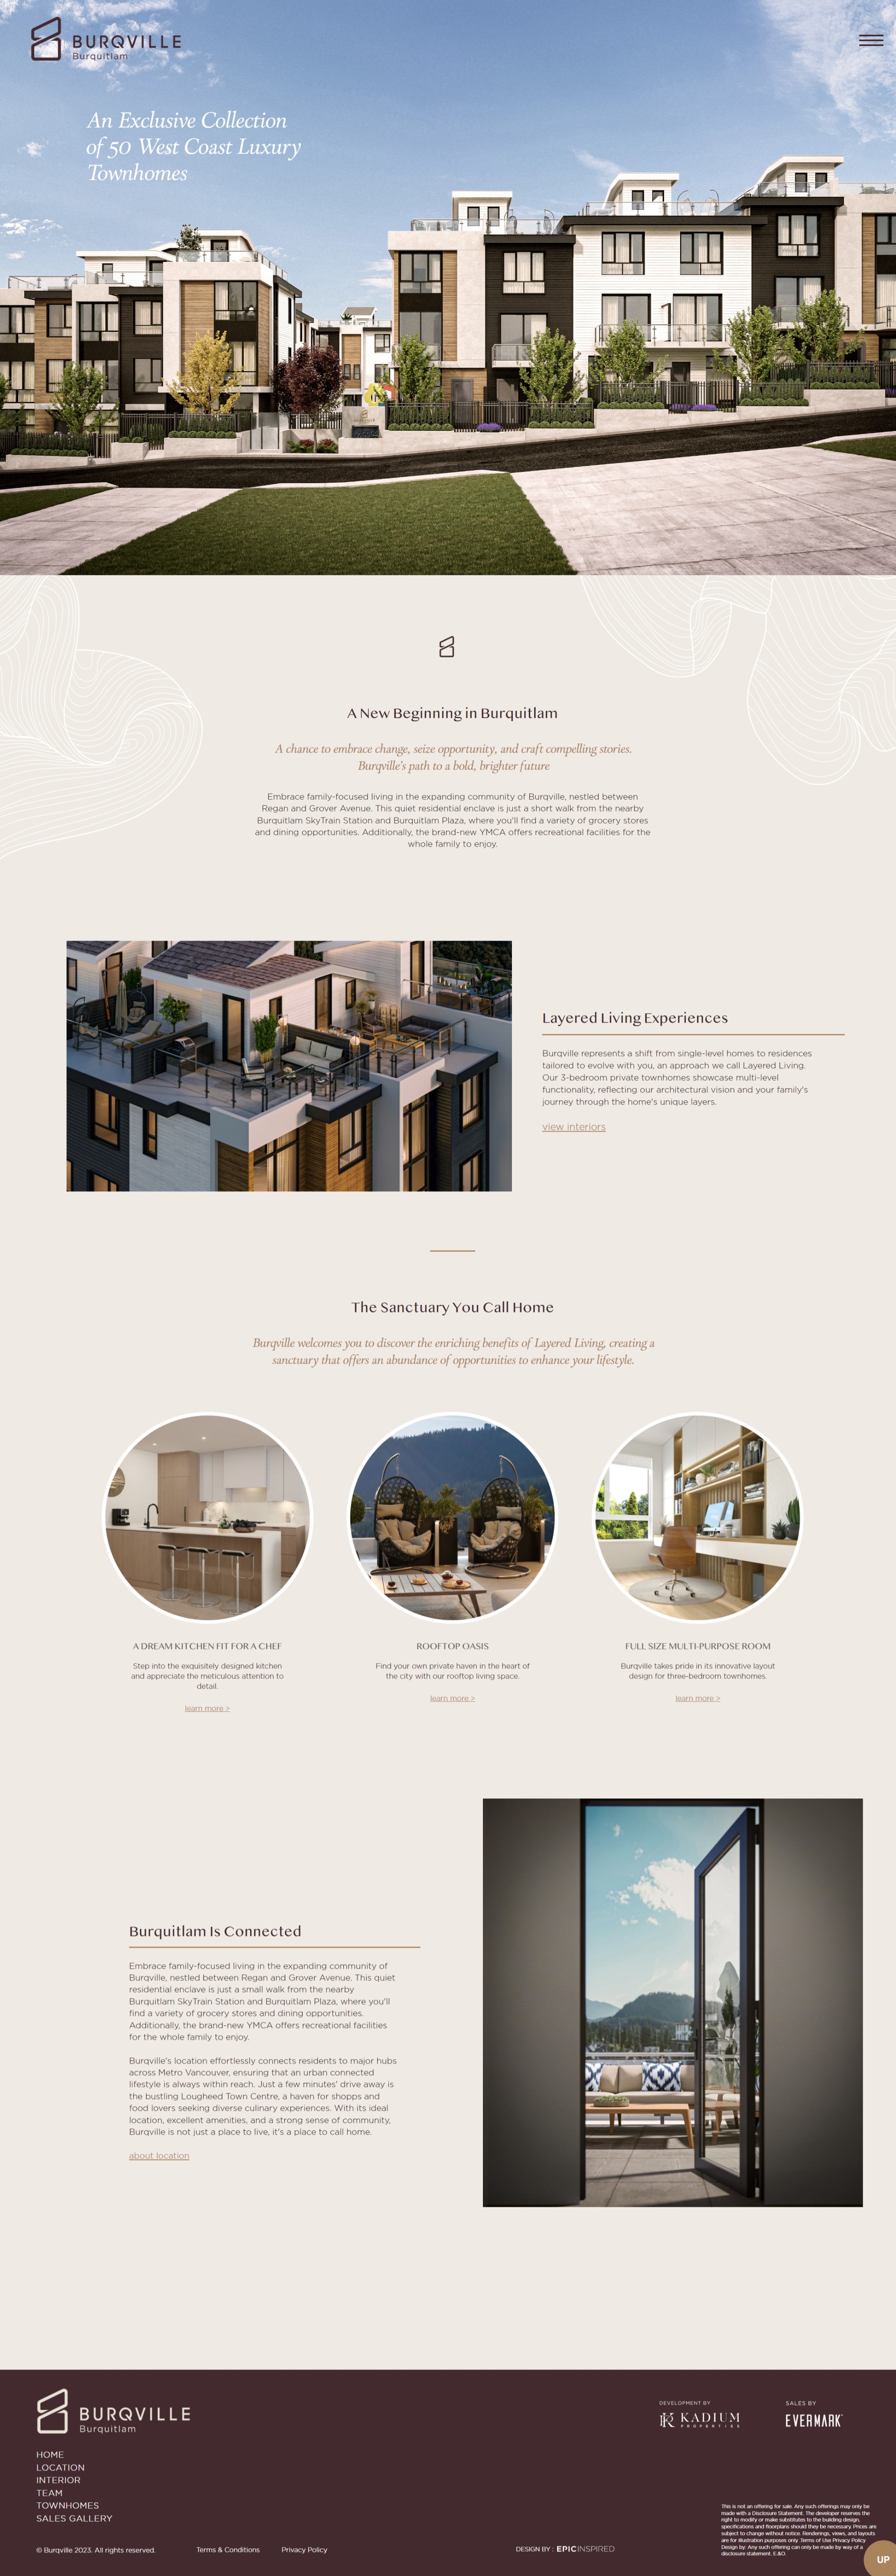 BURQVILLE
Burquitlam
An Exclusive Collection
of 50 West Coast Luxury
Townhomes
A New Beginning in Burquitlam
A chance to embrace change, seize opportunity, and craft compelling stories.
Burqville's path to a bold, brighter future
Embrace family-focused living in the expanding community of Burqville, nestled between
Regan and Grover Avenue. This quiet residential enclave is just a short walk from the nearby
Burquitlam SkyTrain Station and Burquitlam Plaza, where you'll find a variety of grocery stores
and dining opportunities. Additionally, the brand-new YMCA offers recreational facilities for the
whole family to enjoy.
Layered Living Experiences
Burqville represents a shift from single-level homes to residences
tailored to evolve with you, an approach we call Layered Living.
Our 3-bedroom private townhomes showcase multi-level
functionality, reflecting our architectural vision and your family's
journey through the home's unique layers.
view interiors
The Sanctuary You Call Home
Burqville welcomes you to discover the enriching benefits of Layered Living, creating a
sanctuary that offers an abundance of opportunities to enhance your lifestyle.
A DREAM KITCHEN FIT FOR A CHEF
Step into the exquisitely designed kitchen
and appreciate the meticulous attention to
detail.
learn more >
ROOFTOP OASIS
Find your own private haven in the heart of
the city with our rooftop living space.
learn more >
FULL SIZE MULTI-PURPOSE ROOM
Burqville takes pride in its innovative layout
design for three-bedroom townhomes.
learn more >
Burquitlam Is Connected
Embrace family-focused living in the expanding community of
Burqville, nestled between Regan and Grover Avenue. This quiet
residential enclave is just a small walk from the nearby
Burquitlam SkyTrain Station and Burquitlam Plaza, where you'll
find a variety of grocery stores and dining opportunities.
Additionally, the brand-new YMCA offers recreational facilities
for the whole family to enjoy.
Burqville's location effortlessly connects residents to major hubs
across Metro Vancouver, ensuring that an urban connected
lifestyle is always within reach. Just a few minutes' drive away is
the bustling Lougheed Town Centre, a haven for shopps and
food lovers seeking diverse culinary experiences. With its ideal
location, excellent amenities, and a strong sense of community,
Burqville is not just a place to live, it's a place to call home.
about location
BURQVILLE
Burquitlam
DEVELOPMENT BY
KADIUM
PROPERTIES
SALES BY
EVERMARK
HOME
LOCATION
INTERIOR
TEAM
TOWNHOMES
SALES GALLERY
© Burqville 2023. All rights reserved.
Terms & Conditions
Privacy Policy
DESIGN BY : EPICINSPIRED
This is not an offering for sale. Any such offerings may only be
made with a Disclosure Statement. The developer reserves the
right to modify or make substitutes to the building design,
specifications and floorplans should they be necessary. Prices are
subject to change without notice. Renderings, views, and layouts
are for illustration purposes only Terms of Use Privacy Policy
Design by: Any such offering can only be made by way of a
disclosure statement. E.&O.
UP